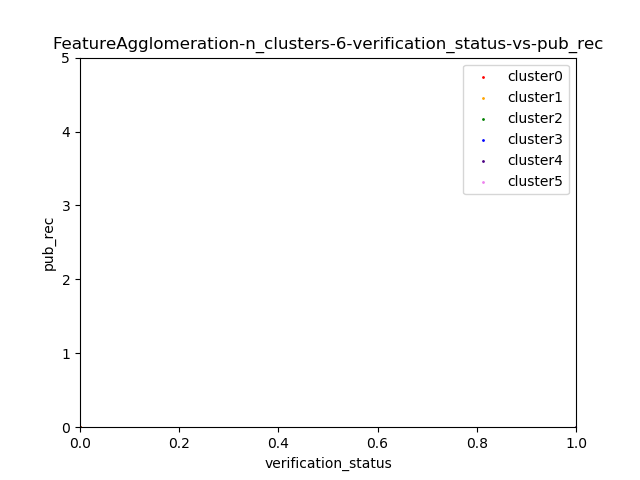 FeatureAgglomeration-n_clusters-6-verification_status-vs-pub_rec
cluster0
cluster1
cluster2
cluster3
cluster4
cluster5
pub_rec
5
4
3
2
1
0
0.0 0.2 0.4 0.6 0.8 1.0
verification_status